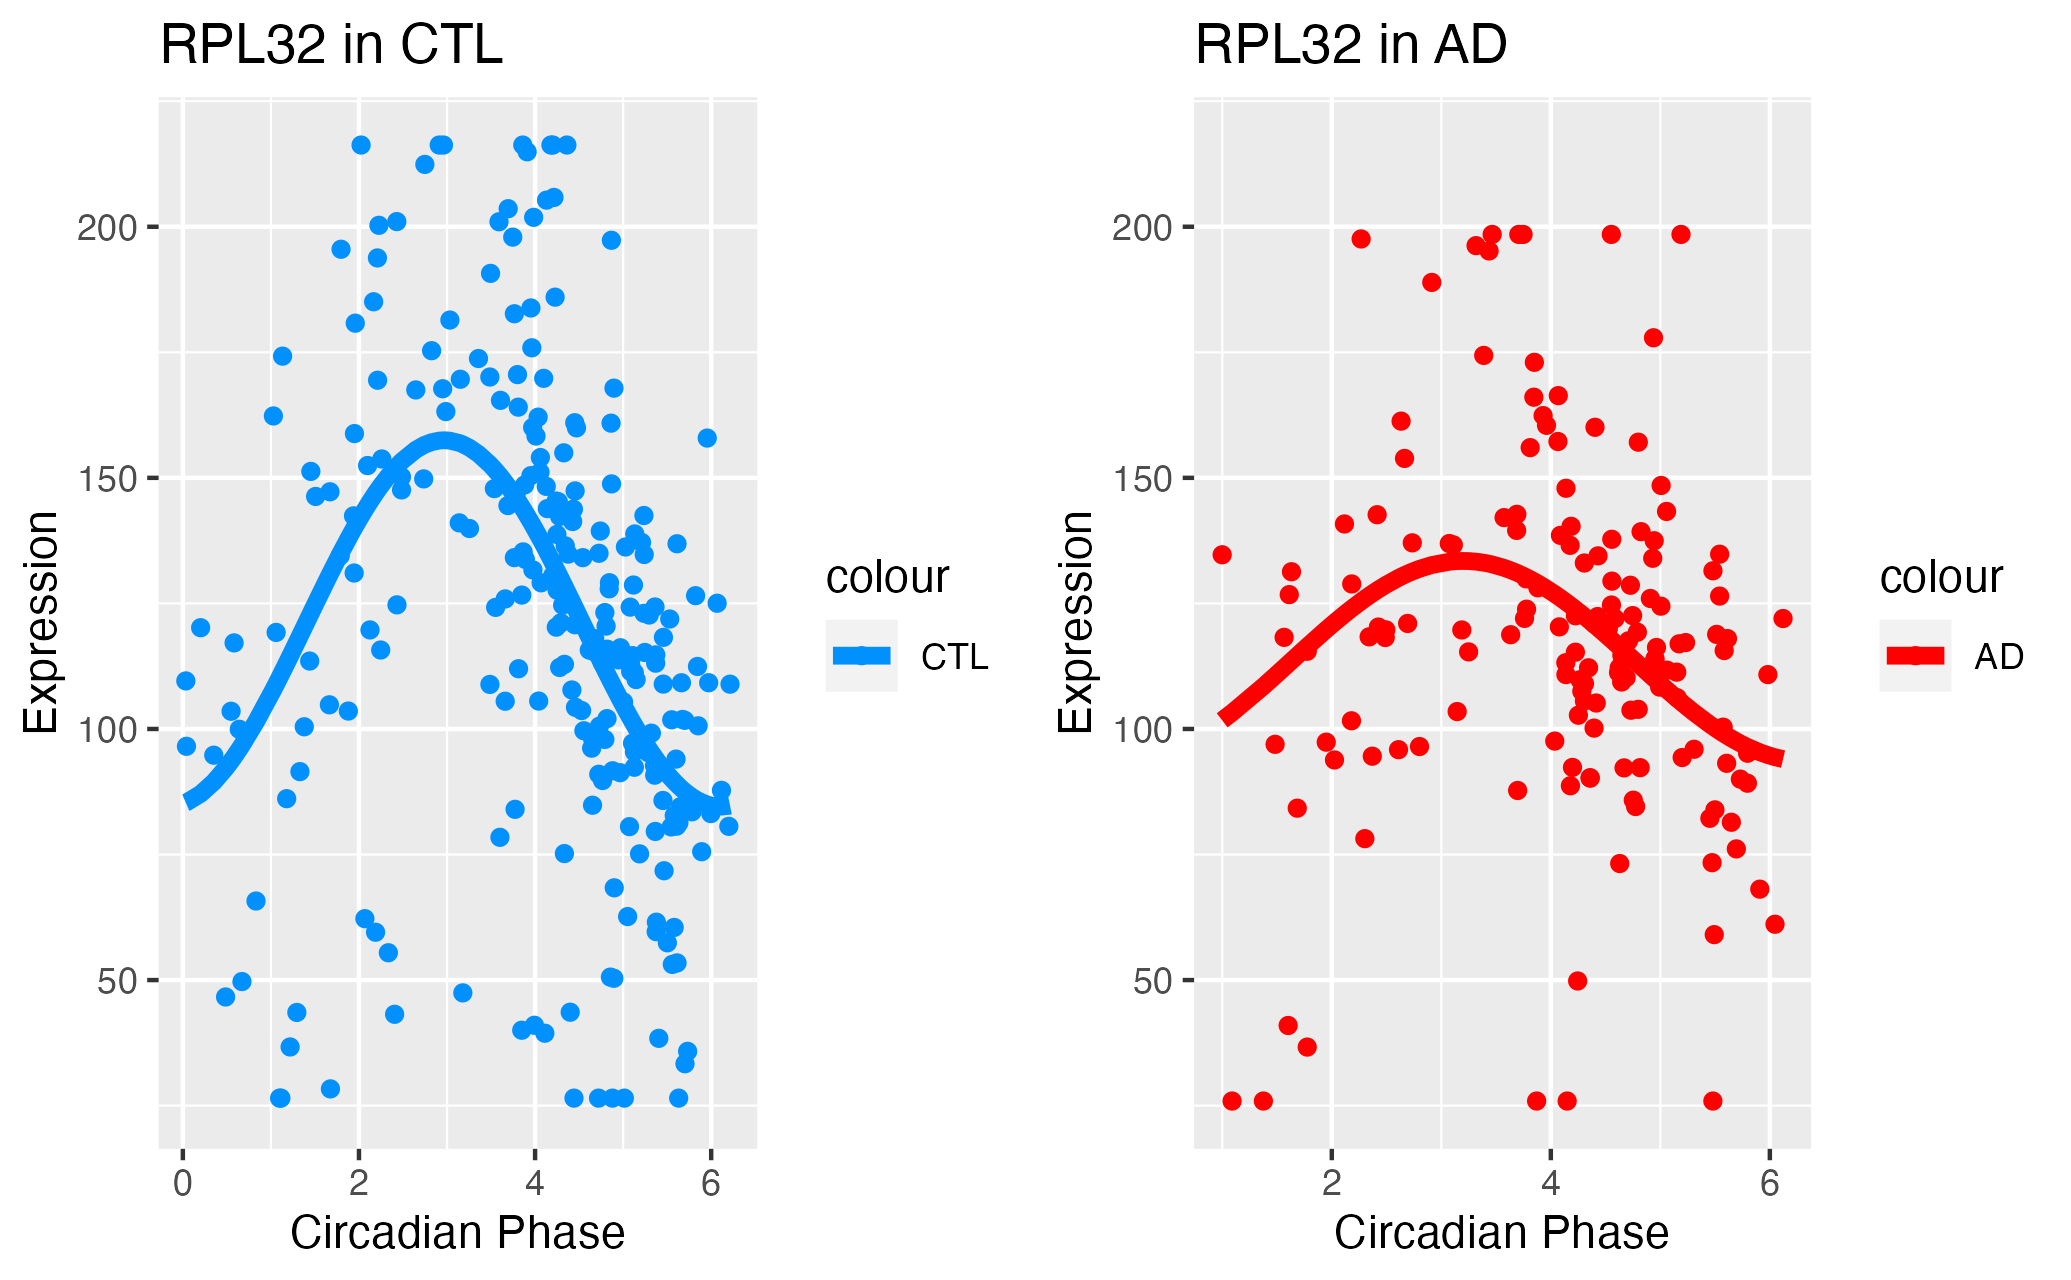 RPL32 in CTL
Expression
200
150
100
50
0 2 4 6
Circadian Phase
colour
CTL
RPL32 in AD
Expression
200
150
100
50
2 4 6
Circadian Phase
colour
AD